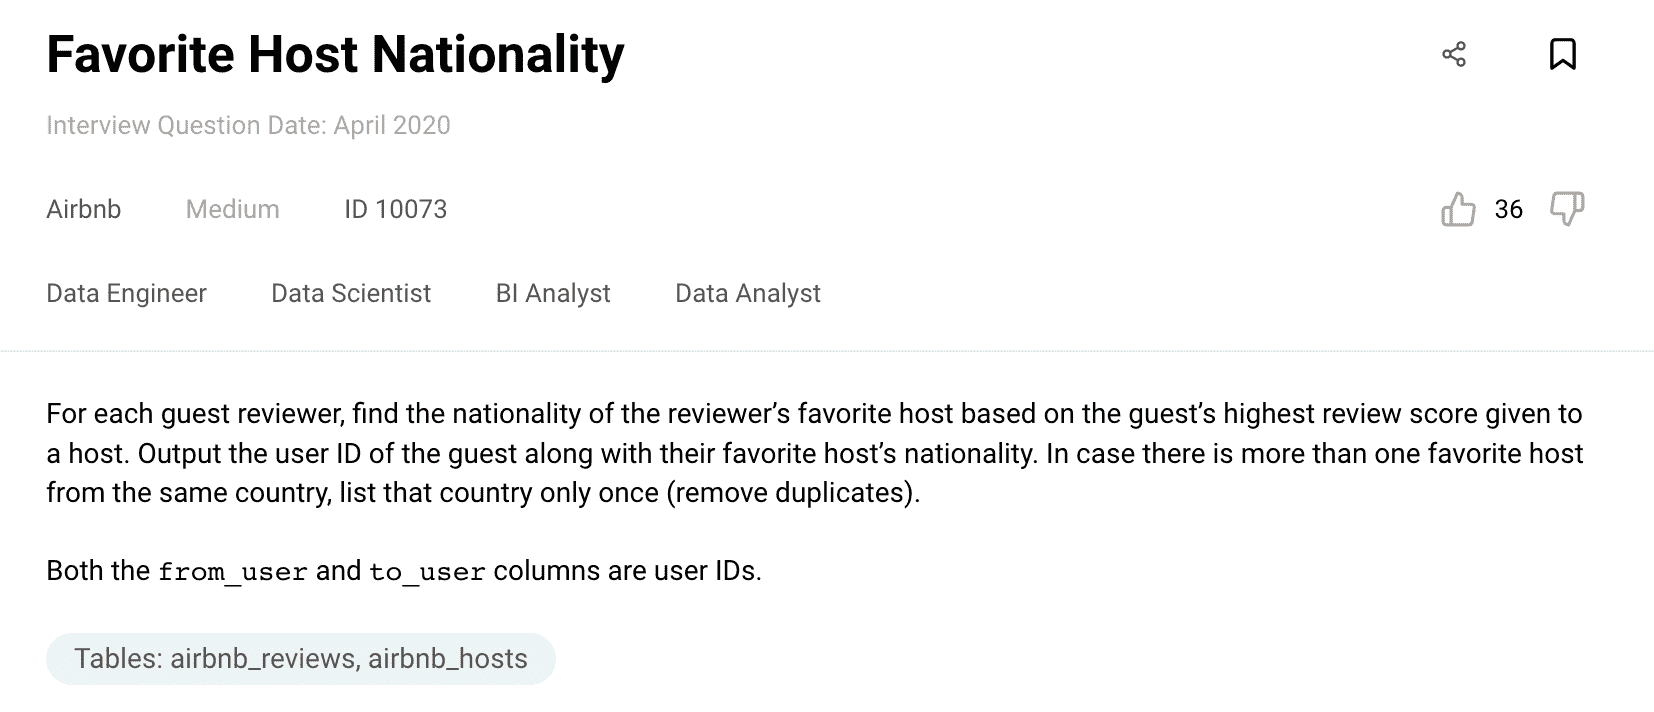 Favorite Host Nationality
Interview Question Date: April 2020
Airbnb Medium ID 10073
36
Data Engineer Data Scientist BI Analyst Data Analyst
For each guest reviewer, find the nationality of the reviewer’s favorite host based on the guest’s highest review score given to
a host. Output the user ID of the guest along with their favorite host’s nationality. In case there is more than one favorite host
from the same country, list that country only once (remove duplicates).
Both the from_user and to_user columns are user IDs.
Tables: airbnb_reviews, airbnb_hosts